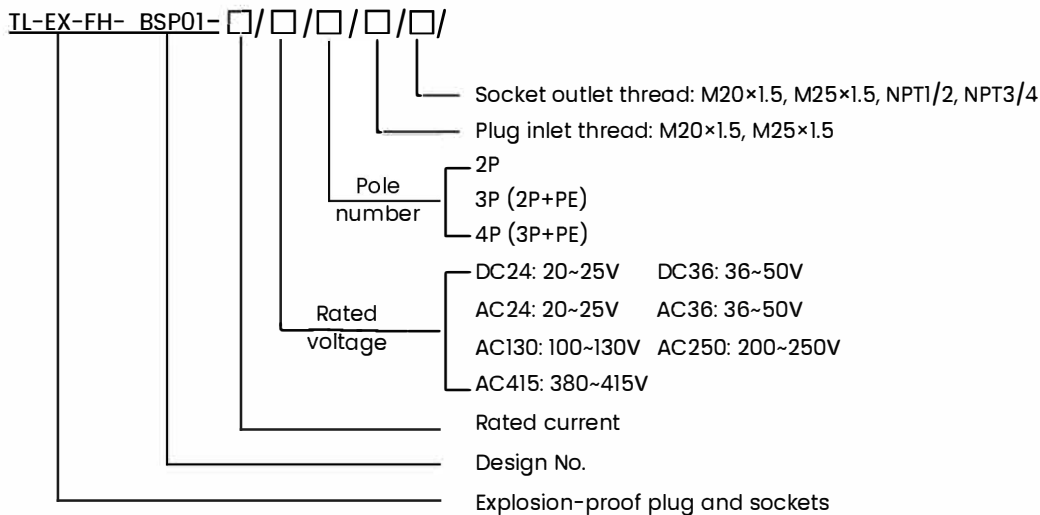 TL-EX-FH- BSP01-□/□/□/□/□/
Socket outlet thread: M20×1.5, M25×1.5, NPT1/2, NPT3/4
Plug inlet thread: M20×1.5, M25×1.5
Pole number
2P
3P (2P+PE)
4P (3P+PE)
Rated voltage
DC24: 20~25V DC36: 36~50V
AC24: 20~25V AC36: 36~50V
AC130: 100~130V AC250: 200~250V
AC415: 380~415V
Rated current
Design No.
Explosion-proof plug and sockets